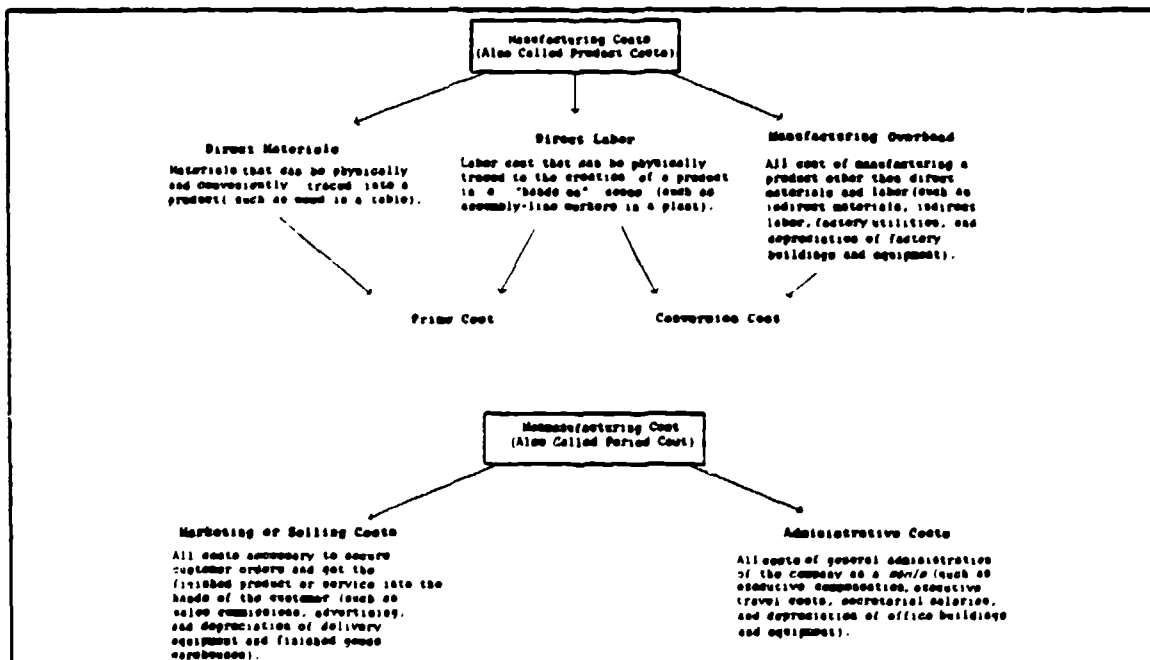 Manufacturing Costs
(Also Called Product Costs)
Direct Materials
Materials that can be physically
and conveniently traced into a
product( such as wood in a table).
Direct Labor
Labor cost that can be physically
traced to the creation of a product
in a "hands on" sense (such as
assembly-line workers in a plant).
Manufacturing Overhead
All cost of manufacturing a
product other then direct
materials and labor (such as
indirect materials, indirect
labor, factory utilities, and
depreciation of factory
buildings and equipment).
Prime Cost
Conversion Cost
Nonmanufacturing Cost
(Also Called Period Cost)
Marketing or Selling Costs
All costs necessary to secure
customer orders and get the
finished product or service into the
hands of the customer (such as
sales commissions, advertising,
and depreciation of delivery
equipment and finished goods
warehouses).
Administrative Costs
All costs of general administration
of the company as a (such as
executive compensation, executive
travel costs, secretarial salaries,
and depreciation of office buildings
and equipment).